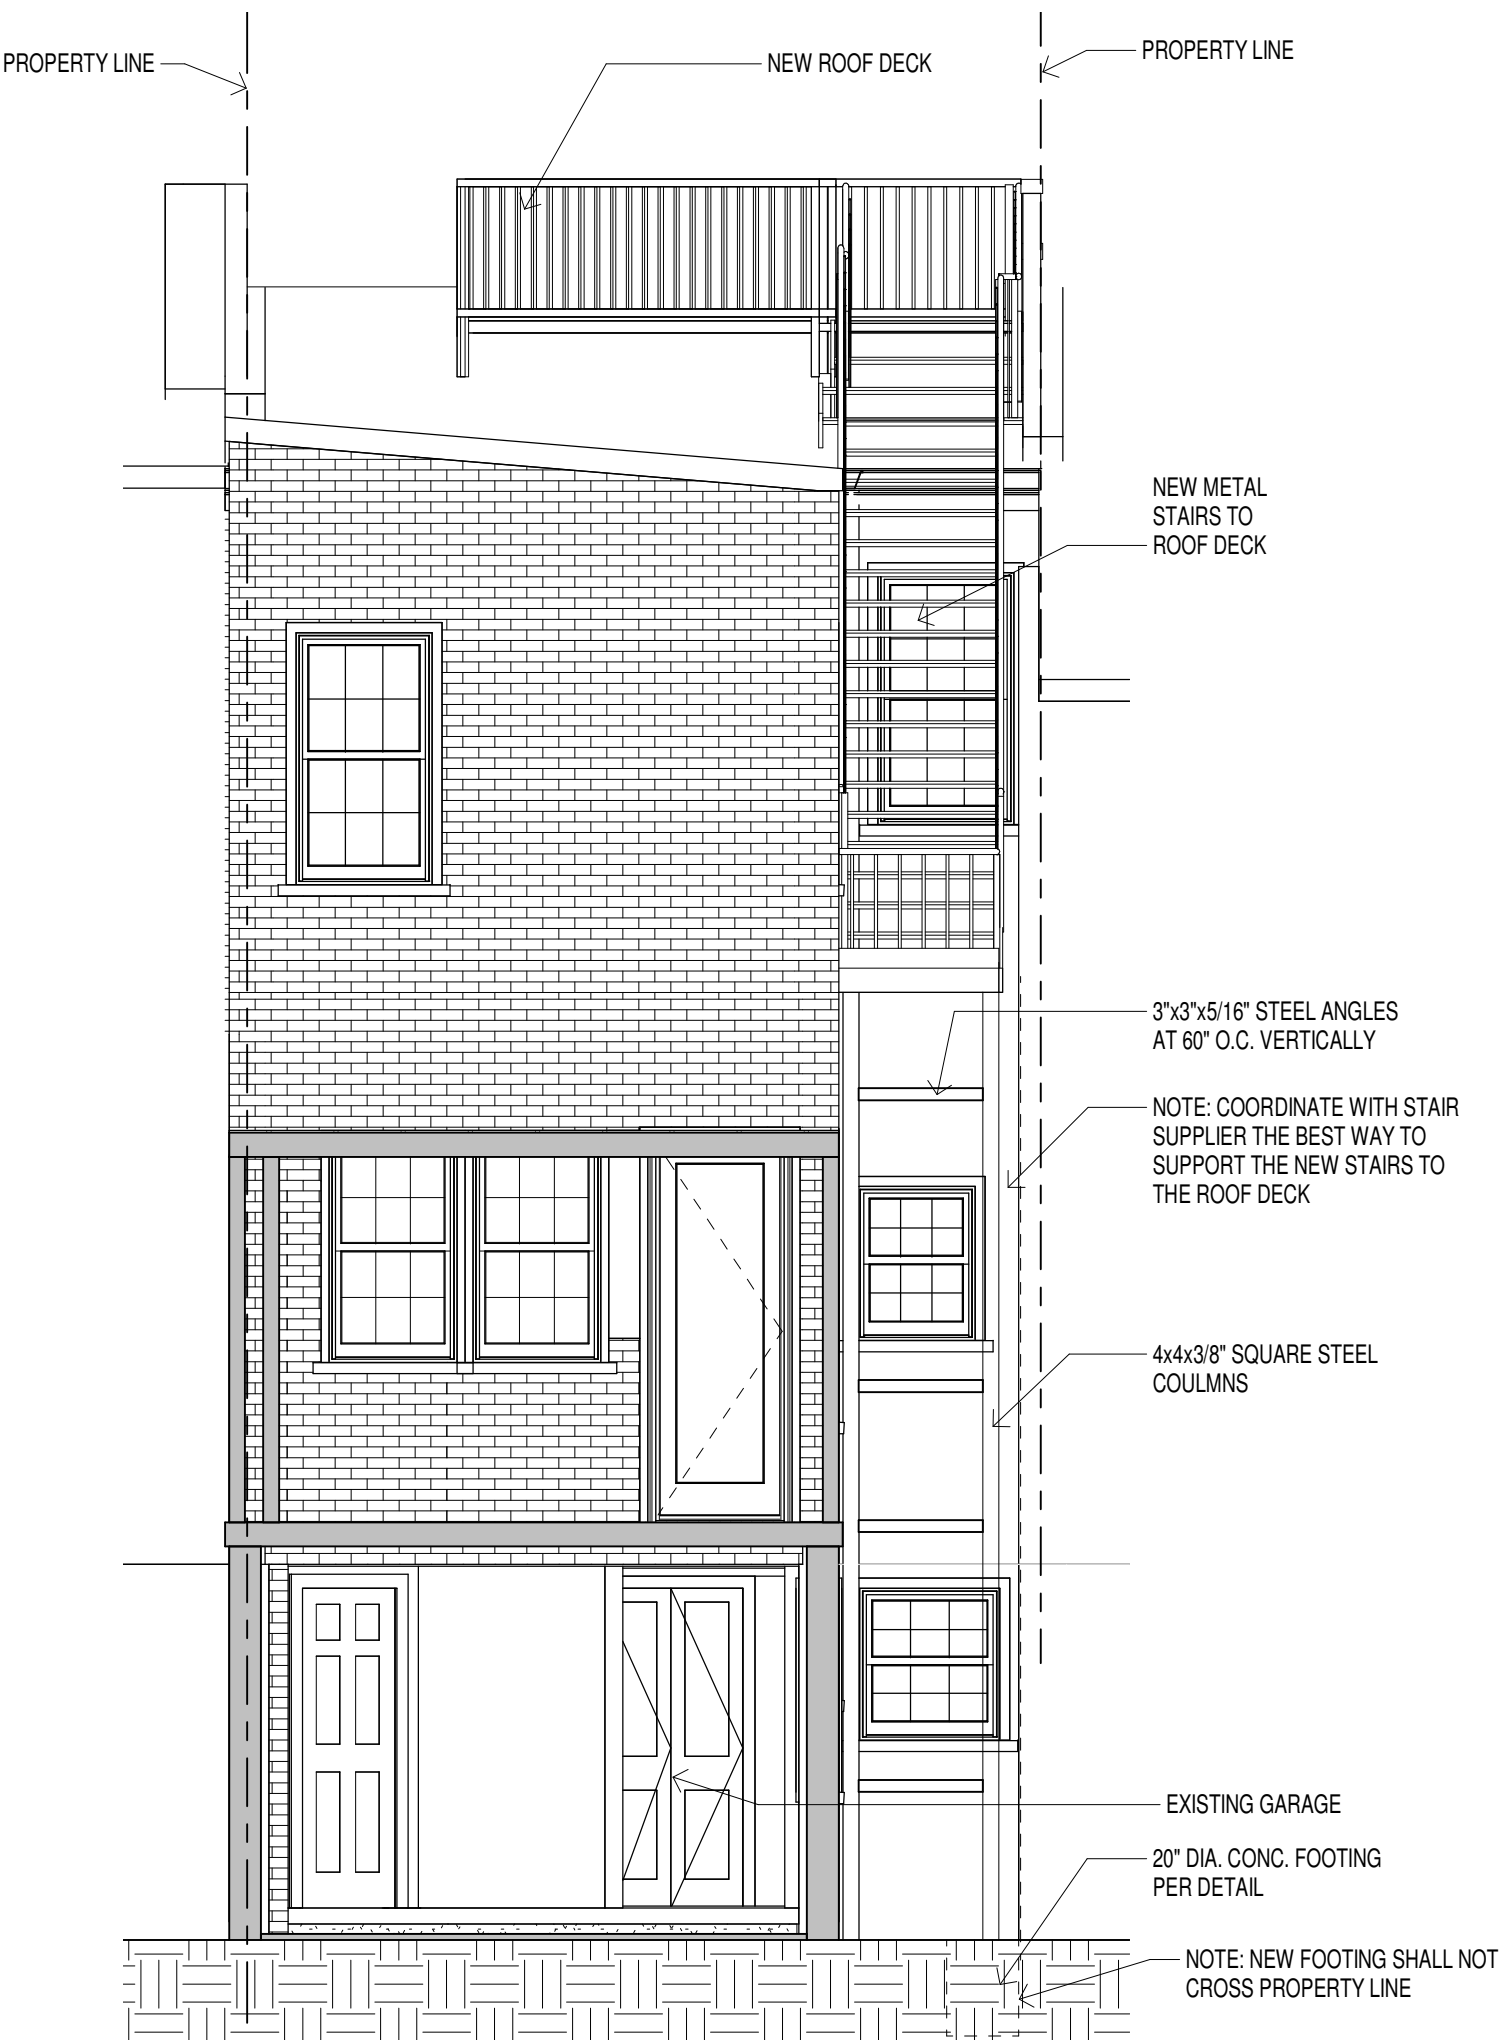 PROPERTY LINE
NEW ROOF DECK
PROPERTY LINE
NEW METAL
STAIRS TO
ROOF DECK
3"x3"x5/16" STEEL ANGLES
AT 60" O.C. VERTICALLY
NOTE: COORDINATE WITH STAIR
SUPPLIER THE BEST WAY TO
SUPPORT THE NEW STAIRS TO
THE ROOF DECK
4x4x3/8" SQUARE STEEL
COULMNS
EXISTING GARAGE
20" DIA. CONC. FOOTING
PER DETAIL
NOTE: NEW FOOTING SHALL NOT
CROSS PROPERTY LINE